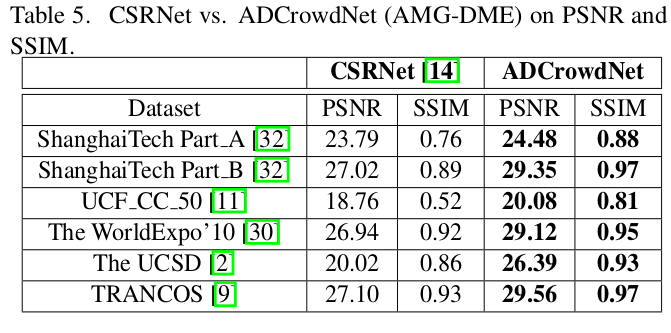 Table 5. CSRNet vs. ADCrowdNet (AMG-DME) on PSNR and
SSIM.
CSRNet [14] ADCrowdNet
Dataset PSNR SSIM PSNR SSIM
ShanghaiTech Part_A [32] 23.79 0.76 24.48 0.88
ShanghaiTech Part_B [32] 27.02 0.89 29.35 0.97
UCF_CC_50 [11] 18.76 0.52 20.08 0.81
The WorldExpo'10 [30] 26.94 0.92 29.12 0.95
The UCSD [2] 20.02 0.86 26.39 0.93
TRANCOS [9] 27.10 0.93 29.56 0.97